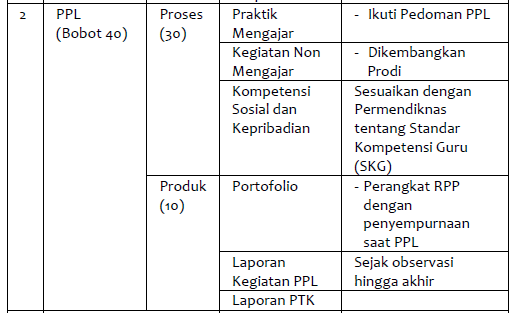 2 PPL (Bobot 40) Proses (30) Praktik Mengajar - Ikuti Pedoman PPL
Kegiatan Non Mengajar - Dikembangkan Prodi
Kompetensi Sosial dan Kepribadian Sesuaikan dengan Permendiknas tentang Standar Kompetensi Guru (SKG)
Produk (10) Portofolio - Perangkat RPP dengan penyempurnaan saat PPL
Laporan Kegiatan PPL Sejak observasi hingga akhir
Laporan PTK